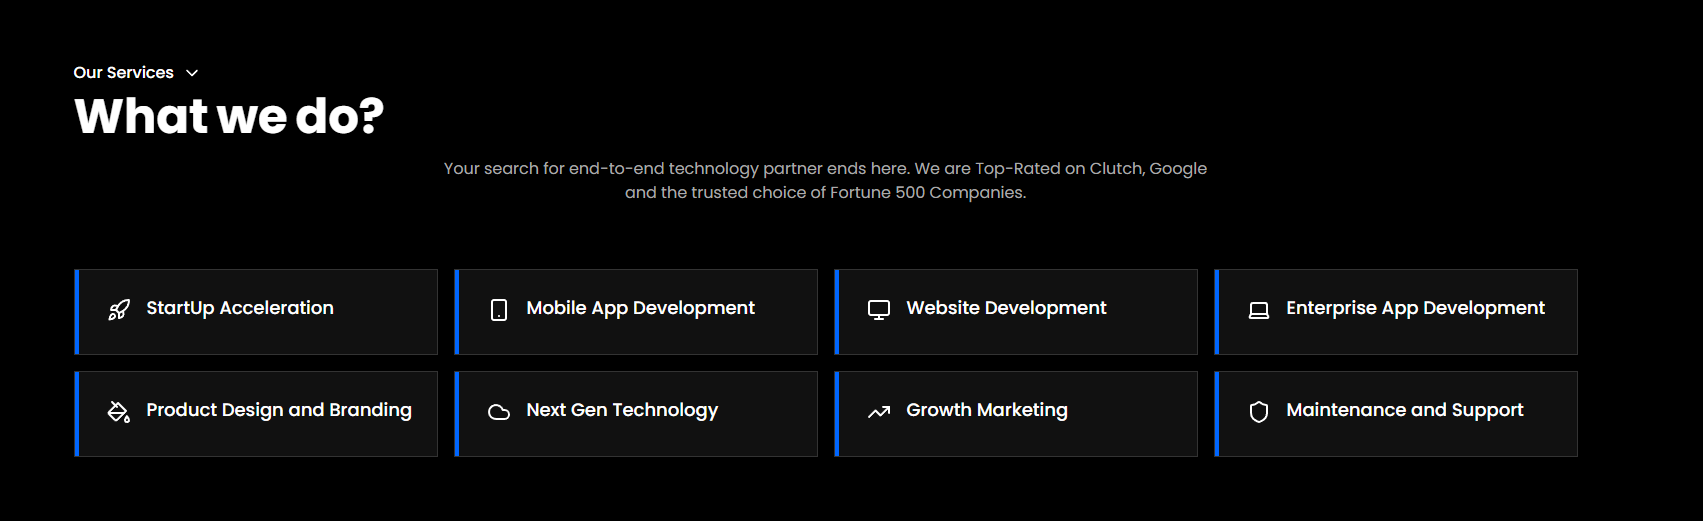 Our Services
What we do?
Your search for end-to-end technology partner ends here. We are Top-Rated on Clutch, Google
and the trusted choice of Fortune 500 Companies.
StartUp Acceleration
Mobile App Development
Website Development
Enterprise App Development
Product Design and Branding
Next Gen Technology
Growth Marketing
Maintenance and Support